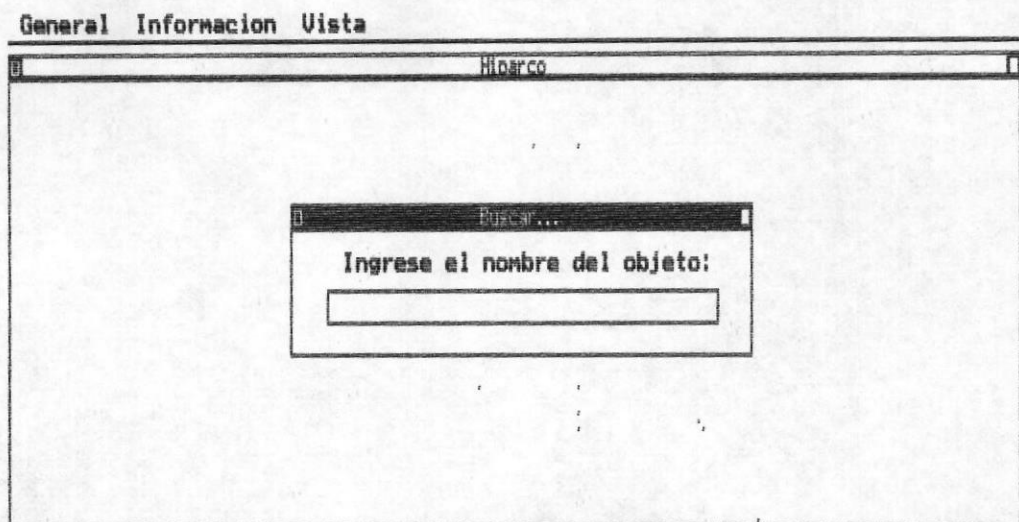 General Informacion Vista
Hiparco
Buscar...
Ingrese el nombre del objeto: